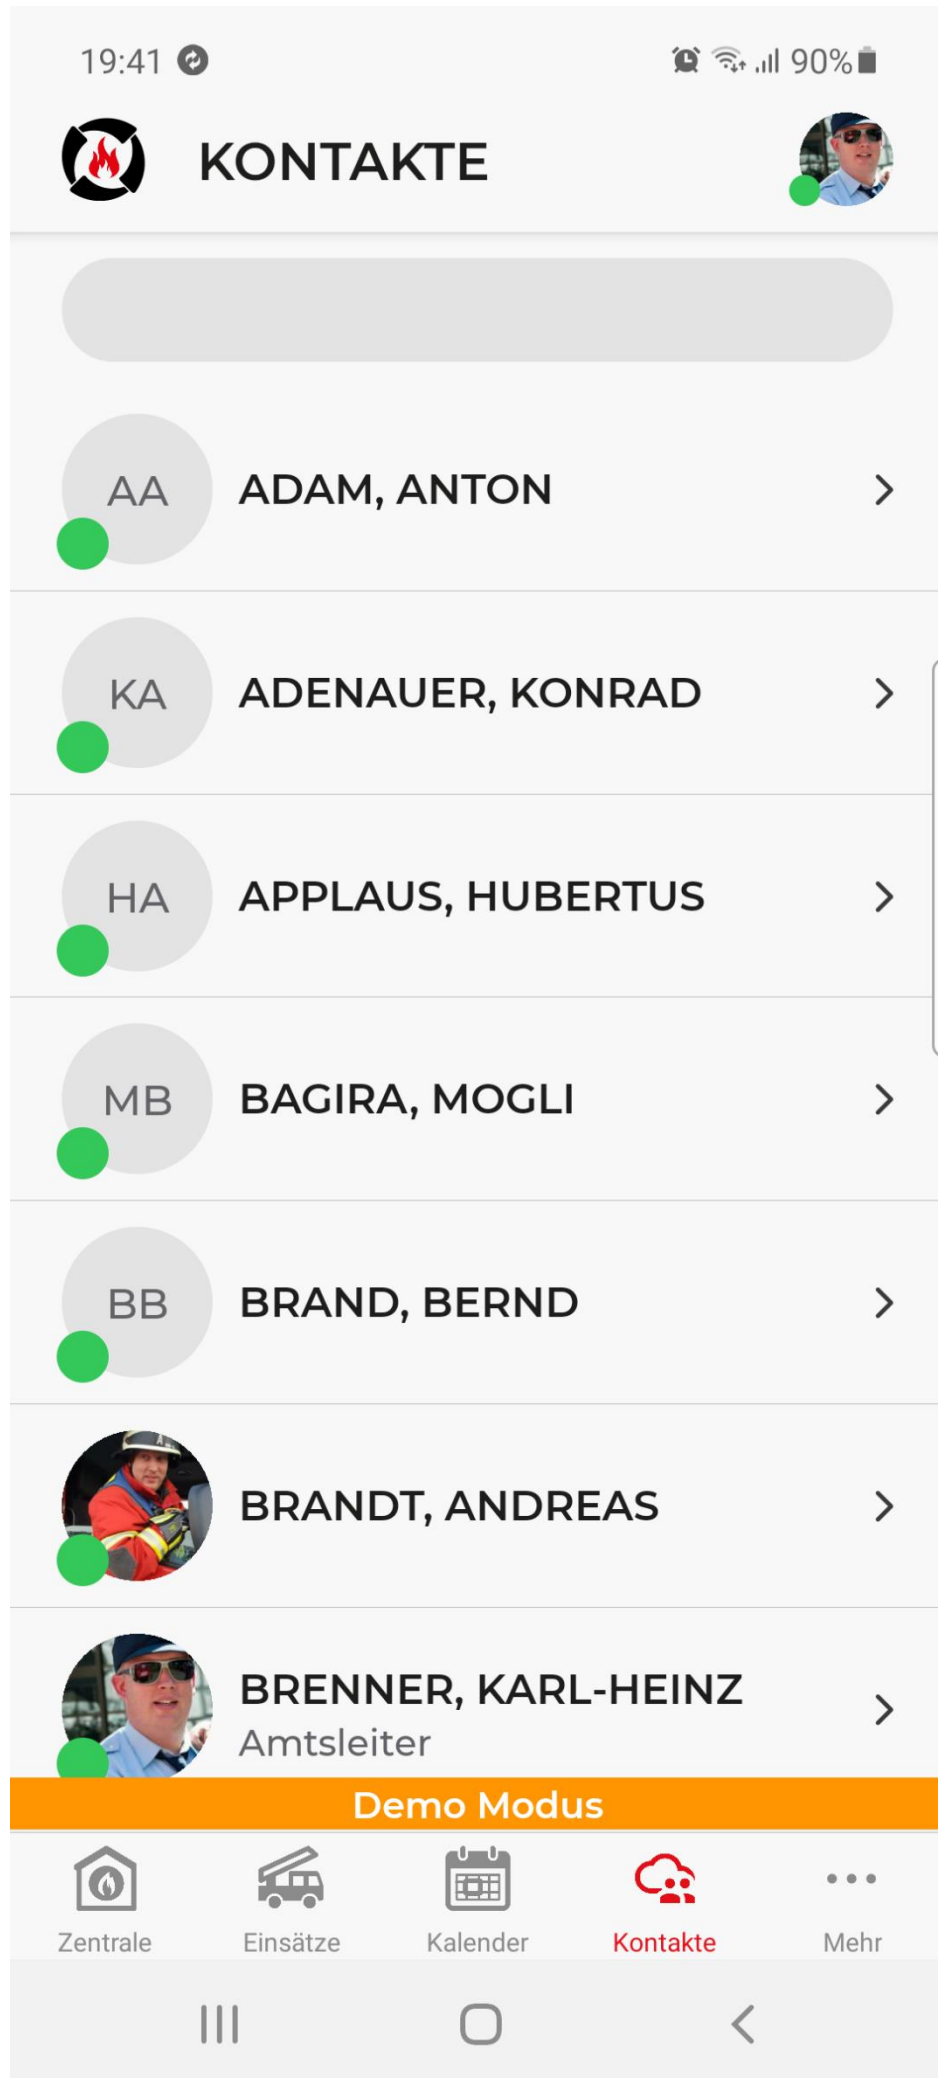 19:41 90%
KONTAKTE
AA ADAM, ANTON
KA ADENAUER, KONRAD
HA APPLAUS, HUBERTUS
MB BAGIRA, MOGLI
BB BRAND, BERND
BRANDT, ANDREAS
BRENNER, KARL-HEINZ
Amtsleiter
Demo Modus
Zentrale Einsätze Kalender Kontakte Mehr